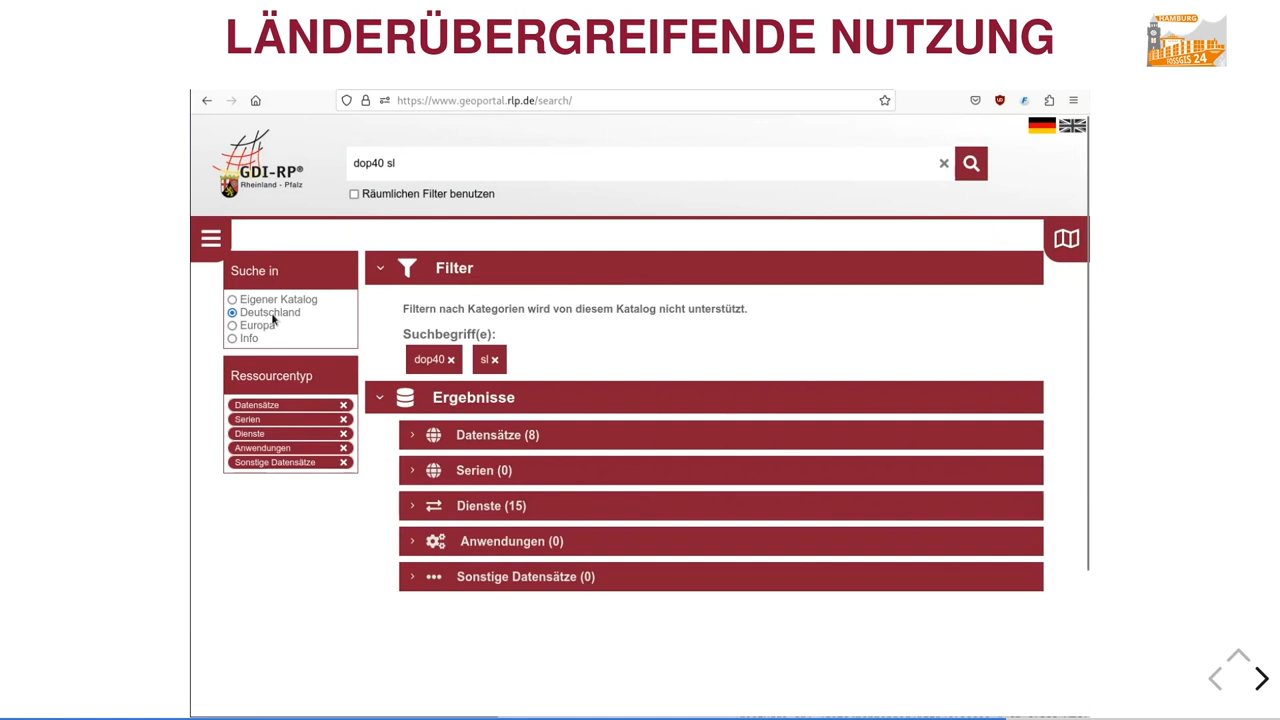 LÄNDERÜBERGREIFENDE NUTZUNG
HAMBURG
FOSSGIS 24
https://www.geoportal.rlp.de/search/
GDI-RP®
Rheinland - Pfalz
dop40 sl
Räumlichen Filter benutzen
Suche in
Eigener Katalog
Deutschland
Europa
Info
Ressourcentyp
Datensätze
Serien
Dienste
Anwendungen
Sonstige Datensätze
Filter
Filtern nach Kategorien wird von diesem Katalog nicht unterstützt.
Suchbegriff(e):
dop40
sl
Ergebnisse
Datensätze (8)
Serien (0)
Dienste (15)
Anwendungen (0)
Sonstige Datensätze (0)